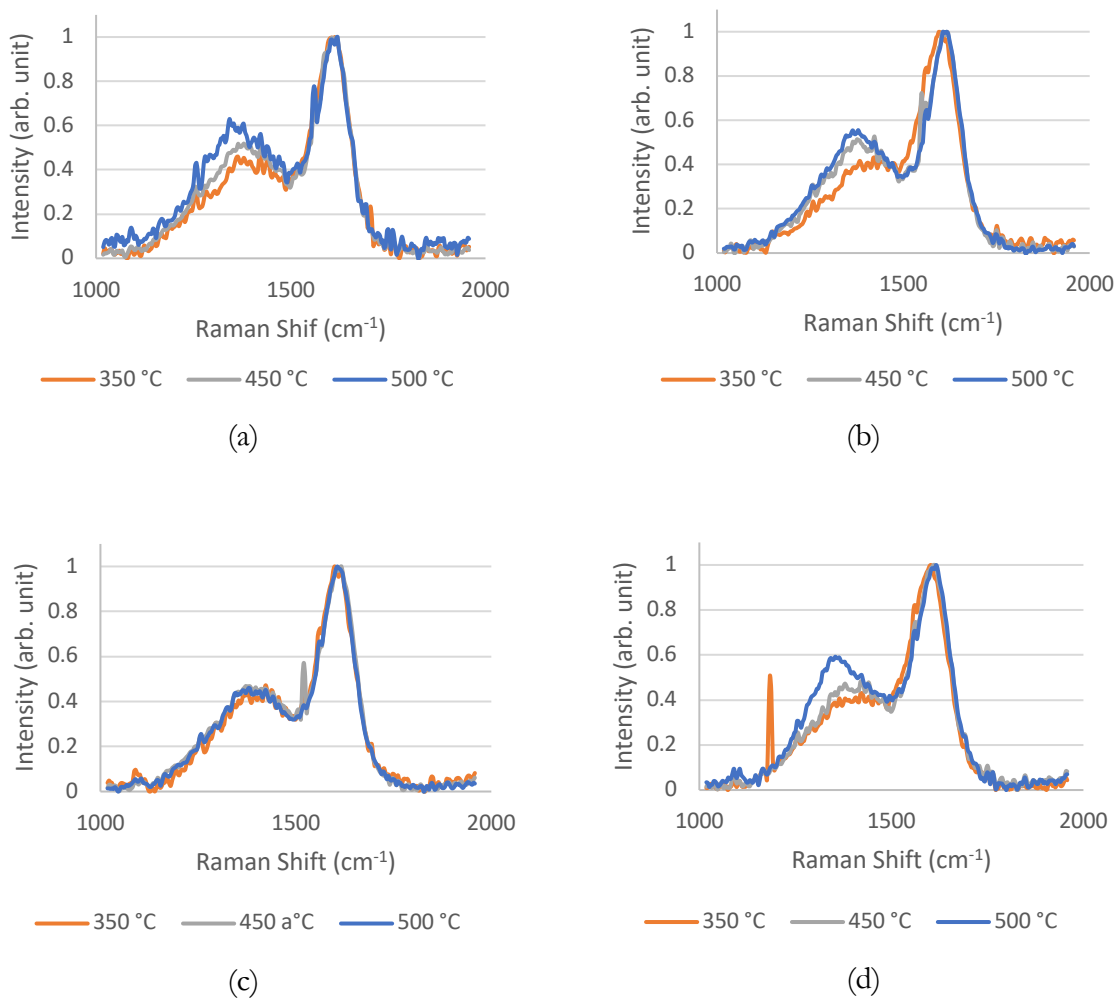 1
0.8
0.6
0.4
0.2
0
Intensity (arb. unit)
1000 1500 2000
Raman Shif (cm-1)
350 °C 450 °C 500 °C
(a)
1
0.8
0.6
0.4
0.2
0
Intensity (arb. unit)
1000 1500 2000
Raman Shift (cm-1)
350 °C 450 °C 500 °C
(b)
1
0.8
0.6
0.4
0.2
0
Intensity (arb. unit)
1000 1500 2000
Raman Shift (cm-1)
350 °C 450 a°C 500 °C
(c)
1
0.8
0.6
0.4
0.2
0
Intensity (arb. unit)
1000 1500 2000
Raman Shift (cm-1)
350 °C 450 °C 500 °C
(d)